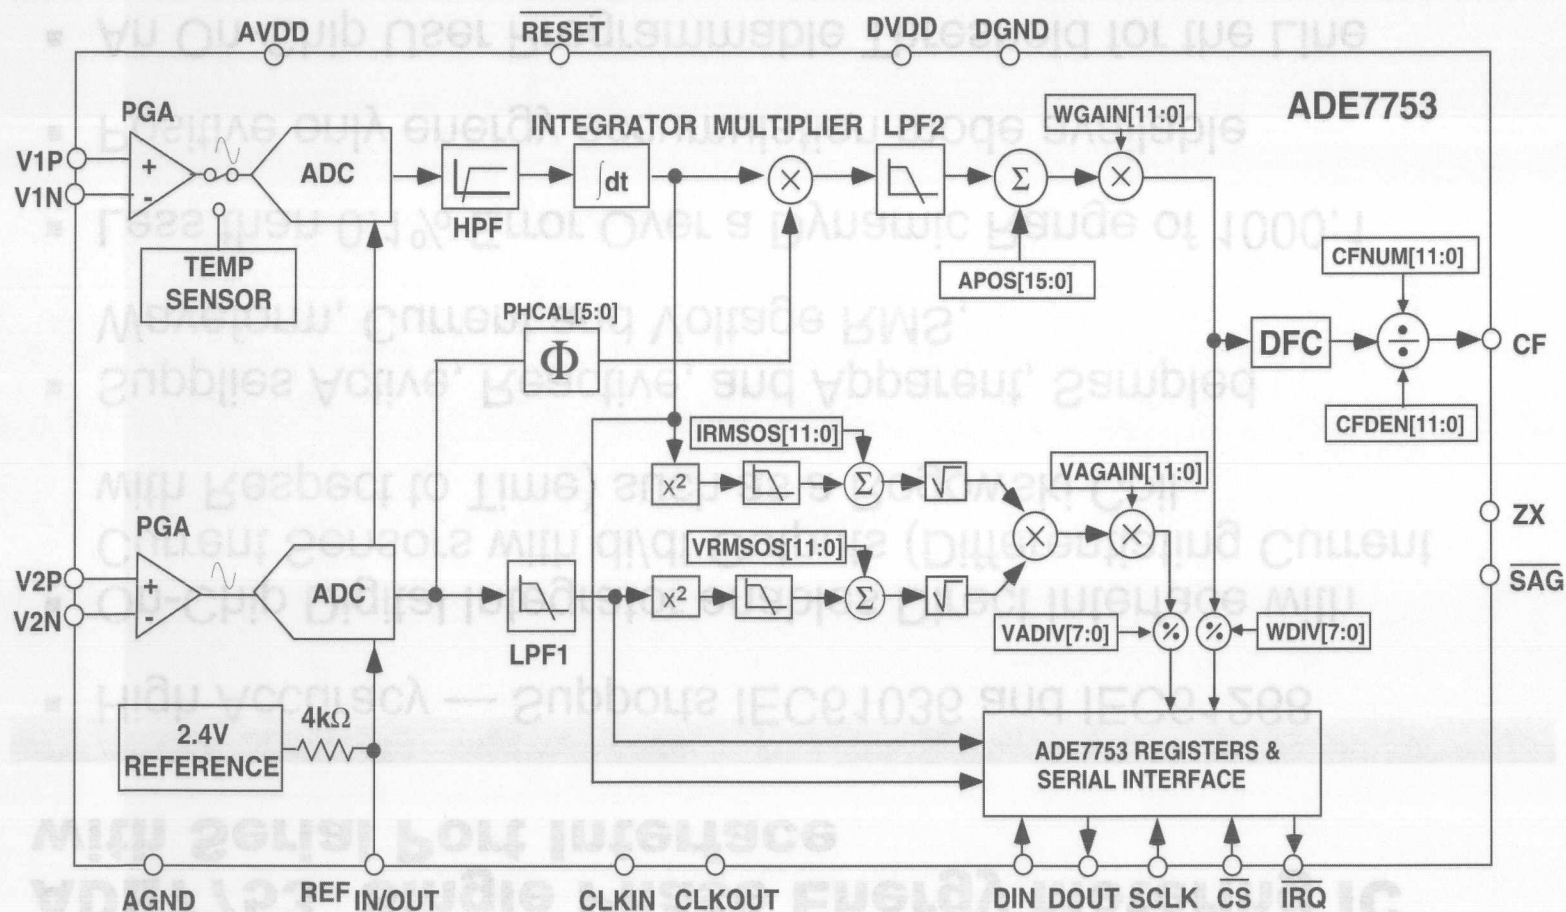 AVDD RESET DVDD DGND
ADE7753
PGA
V1P
V1N
+
-
ADC
HPF
INTEGRATOR MULTIPLIER LPF2
∫dt
×
Σ
WGAIN[11:0]
×
APOS[15:0]
TEMP
SENSOR
PHCAL[5:0]
Φ
CFNUM[11:0]
DFC
÷
CF
CFDEN[11:0]
IRMSOS[11:0]
X²
Σ
√
VAGAIN[11:0]
×
×
ZX
SAG
PGA
V2P
V2N
+
-
ADC
LPF1
VRMSOS[11:0]
X²
Σ
√
VADIV[7:0]
%
%
WDIV[7:0]
2.4V
REFERENCE
4kΩ
ADE7753 REGISTERS &
SERIAL INTERFACE
AGND
REF IN/OUT
CLKIN CLKOUT
DIN DOUT SCLK CS IRQ